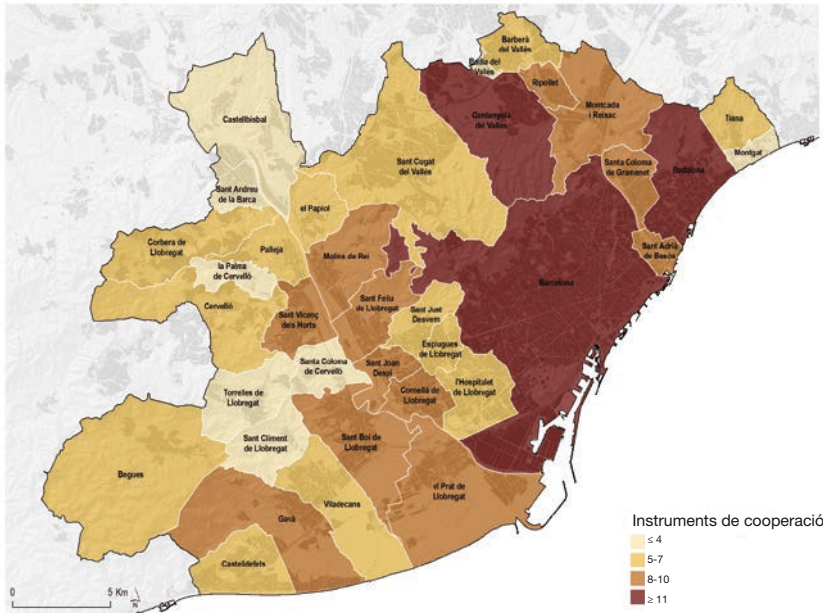 Barberà
del Vallès
Badia del
Vallès
Ripollet
Castellbisbal
Cerdanyola
de Vallès
Montcada
i Reixac
Tiana
Montgat
Sant Cugat
del Vallès
Santa Coloma
de Gramenet
Badalona
Sant Andreu
de la Barca
el Papiol
Corbera de
Llobregat
Pallejà
Molins de Rei
Sant Adrià
de Besòs
la Palma
de Cervelló
Barcelona
Cervelló
Sant Vicenç
dels Horts
Sant Feliu
de Llobregat
Sant Just
Desvern
Esplugues
de Llobregat
Santa Coloma
de Cervelló
Sant Joan
Despí
Cornellà de
Llobregat
l'Hospitalet
de Llobregat
Torrelles de
Llobregat
Sant Climent
de Llobregat
Sant Boi de
Llobregat
Begues
el Prat de
Llobregat
Viladecans
Gavà
Castelldefels
Instruments de cooperació
≤ 4
5-7
8-10
≥ 11
0 5 Km
N